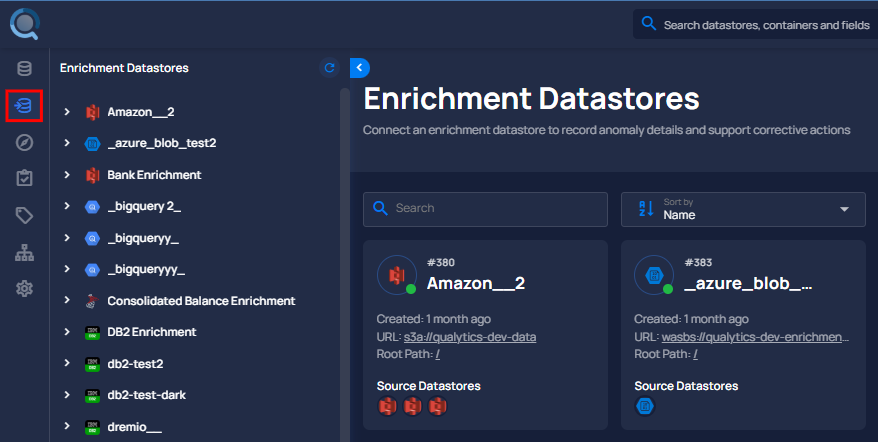 Search datastores, containers and fields
Enrichment Datastores
Amazon__2
_azure_blob_test2
Bank Enrichment
_bigquery 2_
_bigqueryy_
_bigqueryyy_
Consolidated Balance Enrichment
DB2 Enrichment
db2-test2
db2-test-dark
dremio__
Enrichment Datastores
Connect an enrichment datastore to record anomaly details and support corrective actions
Search
Sort by
Name
#380
Amazon__2
Created: 1 month ago
URL: s3a://qualytics-dev-data
Root Path: /
Source Datastores
#383
_azure_blob_...
Created: 1 month ago
URL: wasbs://qualytics-dev-enrichmen...
Root Path: /
Source Datastores